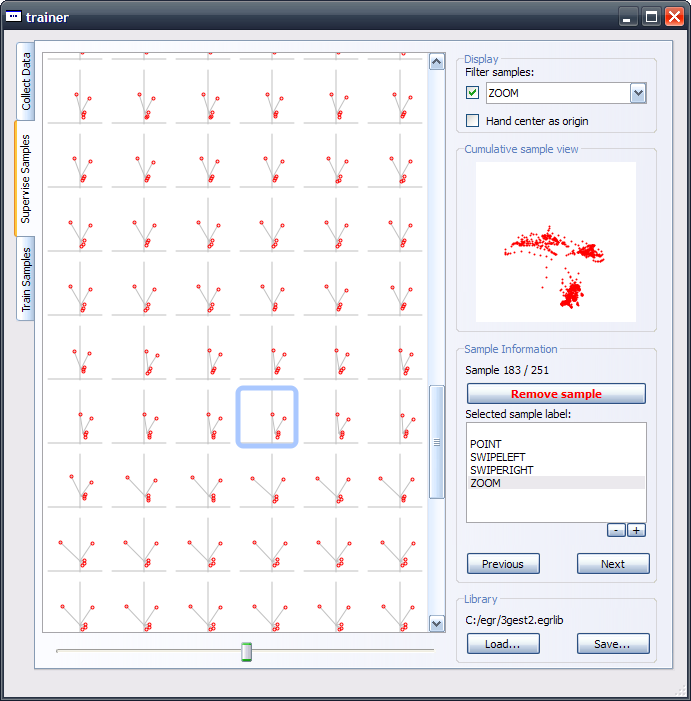 trainer
Collect Data
Supervise Samples
Train Samples
Display
Filter samples:
ZOOM
Hand center as origin
Cumulative sample view
Sample Information
Sample 183 / 251
Remove sample
Selected sample label:
POINT
SWIPELEFT
SWIPERIGHT
ZOOM
- +
Previous Next
Library
C:/egr/3gest2.egrlib
Load... Save...